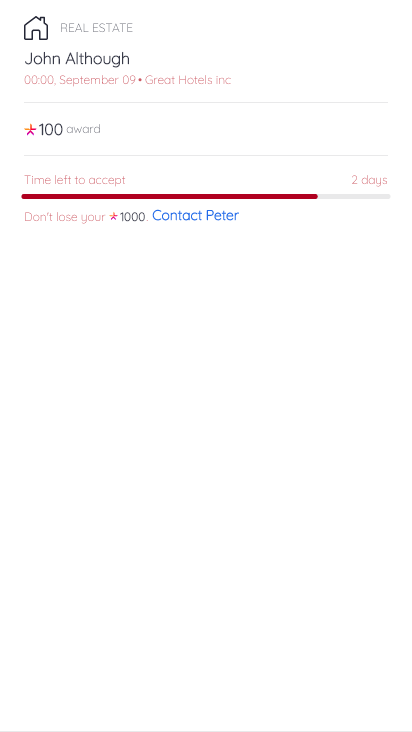 REAL ESTATE
John Although
00:00, September 09 • Great Hotels inc
100 award
Time left to accept 2 days
Don't lose your 1000. Contact Peter